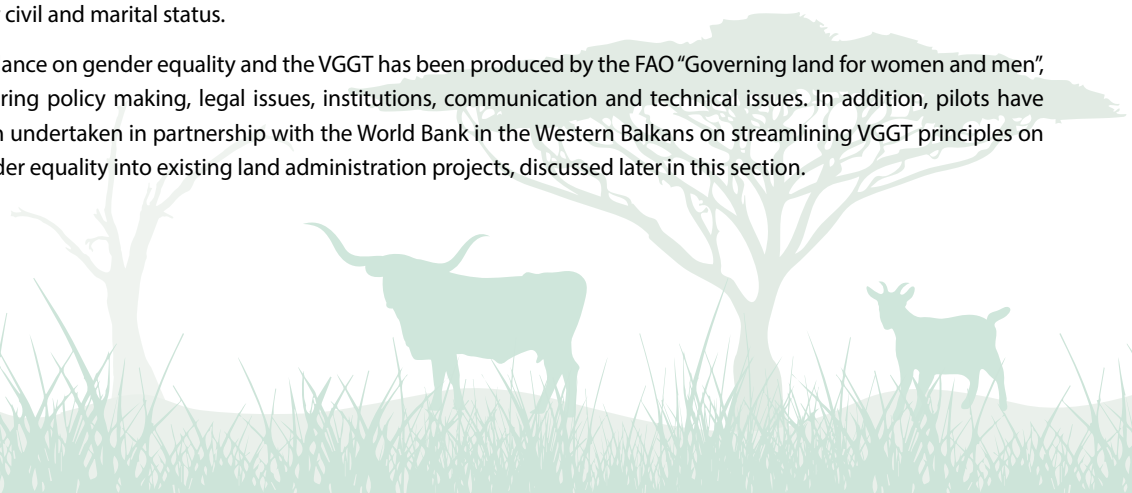 civil and marital status.
ance on gender equality and the VGGT has been produced by the FAO “Governing land for women and men”,
ring policy making, legal issues, institutions, communication and technical issues. In addition, pilots have
undertaken in partnership with the World Bank in the Western Balkans on streamlining VGGT principles on
der equality into existing land administration projects, discussed later in this section.